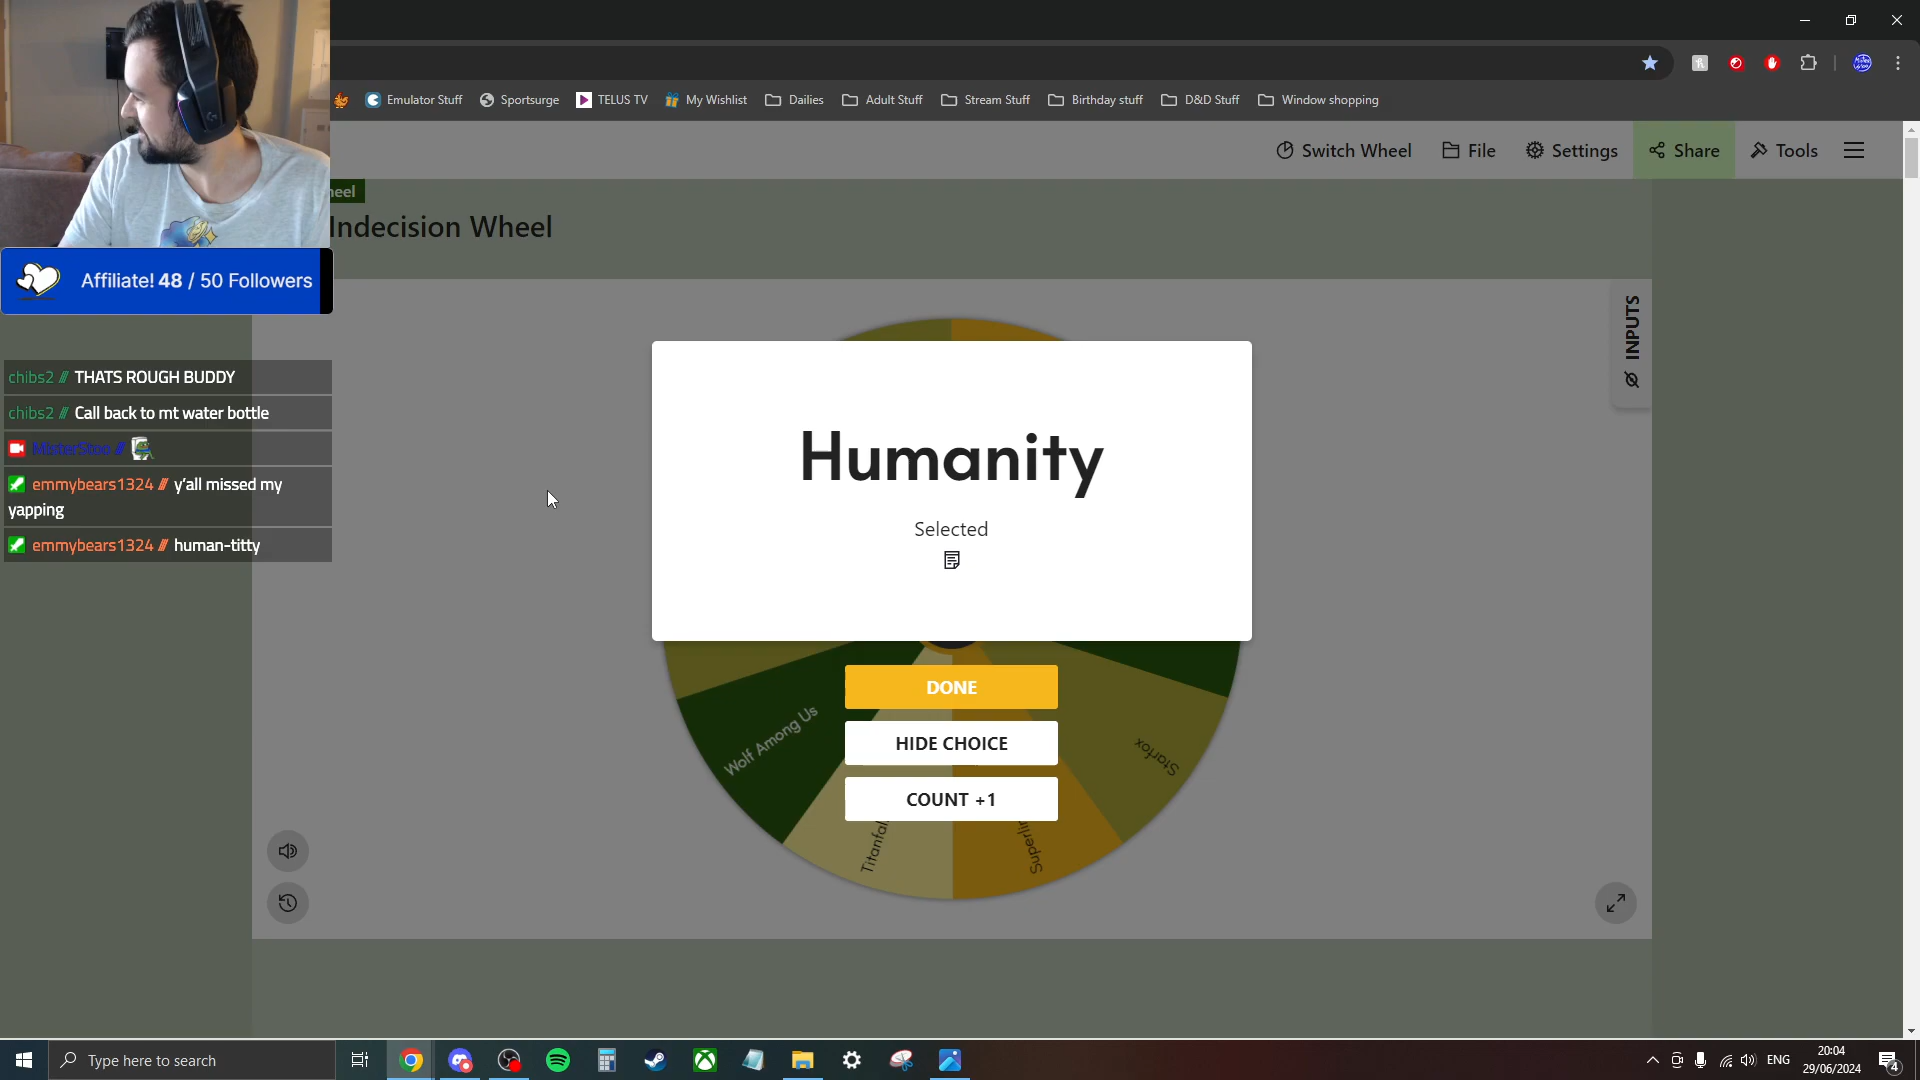 Emulator Stuff
Sportsurge
TELUS TV
My Wishlist
Dailies
Adult Stuff
Stream Stuff
Birthday stuff
D&D Stuff
Window shopping
Switch Wheel
File
Settings
Share
Tools
heel
Indecision Wheel
Affiliate! 48 / 50 Followers
INPUTS
chibs2 // THATS ROUGH BUDDY
chibs2 // Call back to mt water bottle
emmybears1324 // y'all missed my
yapping
emmybears1324 // human-titty
Humanity
Selected
DONE
HIDE CHOICE
COUNT +1
Wolf Among Us
Starfox
Titanfal
Superlim
Type here to search
ENG
20:04
29/06/2024
4